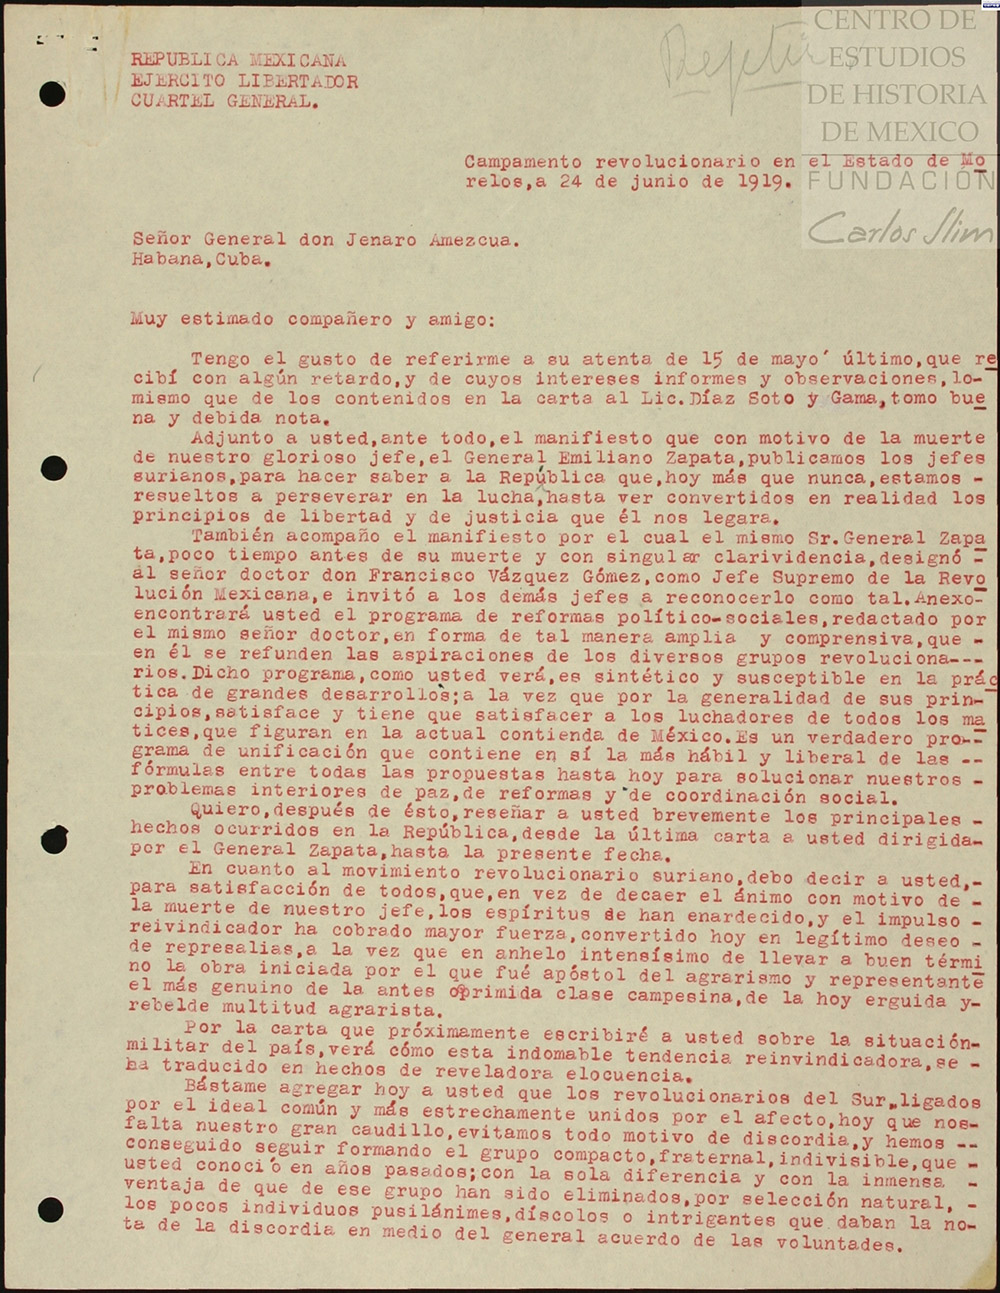 CENTRO DE
ESTUDIOS
DE HISTORIA
DE MEXICO
FUNDACIÓN
Carlos Slim
REPUBLICA MEXICANA
EJERCITO LIBERTADOR
CUARTEL GENERAL.
Campamento revolucionario en el Estado de Mo
relos,a 24 de junio de 1919.
Señor General don Jenaro Amezcua.
Habana,Cuba.
Muy estimado compañero y amigo:
Tengo el gusto de referirme a su atenta de 15 de mayo último,que re
cibí con algún retardo,y de cuyos intereses informes y observaciones,lo-
mismo que de los contenidos en la carta al Lic.Díaz Soto y Gama,tomo bue
na y debida nota.
Adjunto a usted,ante todo,el manifiesto que con motivo de la muerte
de nuestro glorioso jefe,el General Emiliano Zapata,publicamos los jefes
surianos,para hacer saber a la República que,hoy más que nunca,estamos -
resueltos a perseverar en la lucha,hasta ver convertidos en realidad los
principios de libertad y de justicia que él nos legara.
También acompaño el manifiesto por el cual el mismo Sr.General Zapa
ta,poco tiempo antes de su muerte y con singular clarividencia,designó -
al señor doctor don Francisco Vázquez Gómez,como Jefe Supremo de la Revo
lución Mexicana,e invitó a los demás jefes a reconocerlo como tal.Anexo-
encontrará usted el programa de reformas político-sociales,redactado por
el mismo señor doctor,en forma de tal manera amplia y comprensiva,que -
en él se refunden las aspiraciones de los diversos grupos revoluciona---
rios.Dicho programa,como usted verá,es sintético y susceptible en la prác
tica de grandes desarrollos;a la vez que por la generalidad de sus prin-
cipios,satisface y tiene que satisfacer a los luchadores de todos los ma
tices,que figuran en la actual contienda de México.Es un verdadero pro--
grama de unificación que contiene en sí la más hábil y liberal de las --
fórmulas entre todas las propuestas hasta hoy para solucionar nuestros -
problemas interiores de paz,de reformas y de coordinación social.
Quiero,después de ésto,reseñar a usted brevemente los principales -
hechos ocurridos en la República,desde la última carta a usted dirigida-
por el General Zapata,hasta la presente fecha.
En cuanto al movimiento revolucionario suriano,debo decir a usted,-
para satisfacción de todos,que,en vez de decaer el ánimo con motivo de -
la muerte de nuestro jefe,los espíritus se han enardecido,y el impulso -
reivindicador ha cobrado mayor fuerza,convertido hoy en legítimo deseo -
de represalias,a la vez que en anhelo intensísimo de llevar a buen térmi
no la obra iniciada por el que fué apóstol del agrarismo y representante
el más genuino de la antes oprimida clase campesina,de la hoy erguida y-
rebelde multitud agrarista.
Por la carta que próximamente escribiré a usted sobre la situación-
militar del país,verá cómo esta indomable tendencia reinvindicadora,se -
ha traducido en hechos de reveladora elocuencia.
Bástame agregar hoy a usted que los revolucionarios del Sur,ligados
por el ideal común y más estrechamente unidos por el afecto,hoy que nos-
falta nuestro gran caudillo,evitamos todo motivo de discordia,y hemos --
conseguido seguir formando el grupo compacto,fraternal,indivisible,que -
usted conoció en años pasados;con la sola diferencia y con la inmensa -
ventaja de que de ese grupo han sido eliminados,por selección natural, -
los pocos individuos pusilánimes,díscolos o intrigantes que daban la no-
ta de la discordia en medio del general acuerdo de las voluntades.